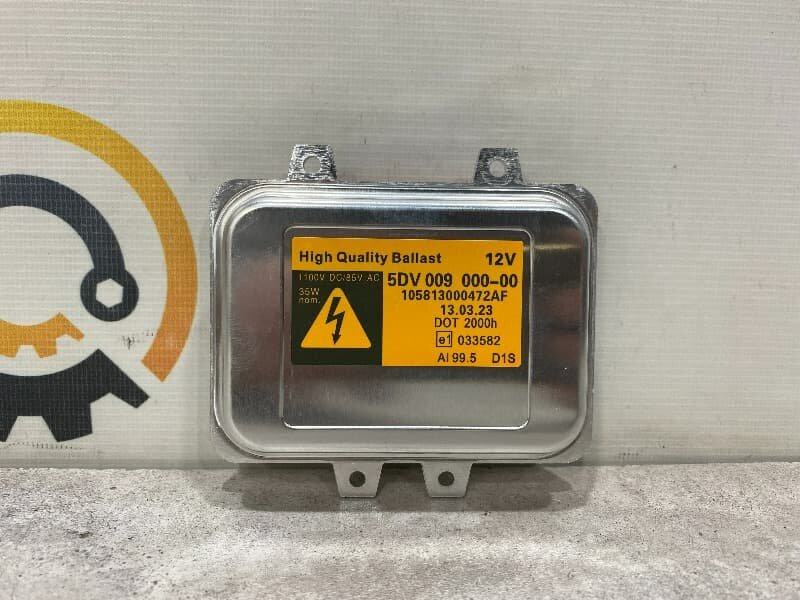 High Quality Ballast 12V
1100V DC/85V AC
35W
nom.
5DV 009 000-00
105813000472AF
13.03.23
DOT 2000h
e1 033582
AI 99.5 D1S